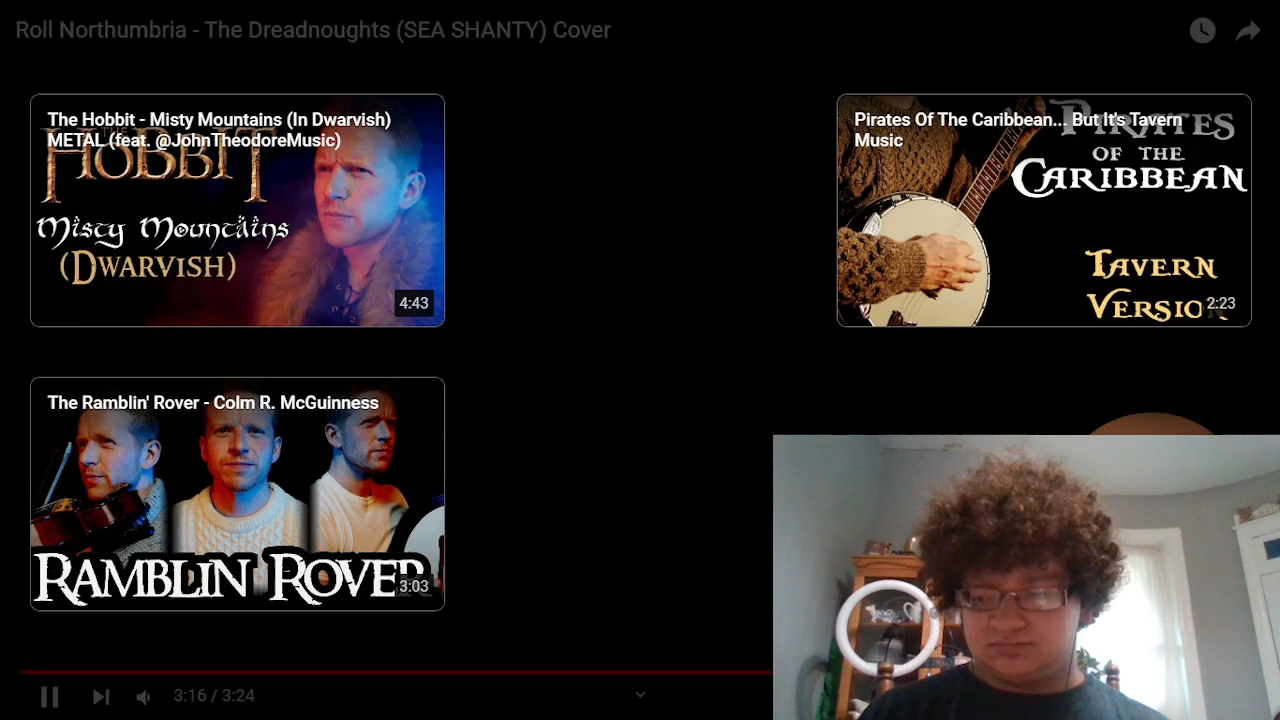 Roll Northumbria - The Dreadnoughts (SEA SHANTY) Cover
The Hobbit - Misty Mountains (In Dwarvish)
METAL (feat. @JohnTheodoreMusic)
THE
HOBBIT
Misty Mountains
(DWARVISH)
4:43
Pirates Of The Caribbean... But It's Tavern
Music
PIRATES
OF THE
CARIBBEAN
TAVERN
VERSION
2:23
The Ramblin' Rover - Colm R. McGuinness
RAMBLIN ROVER
3:03
3:16 / 3:24